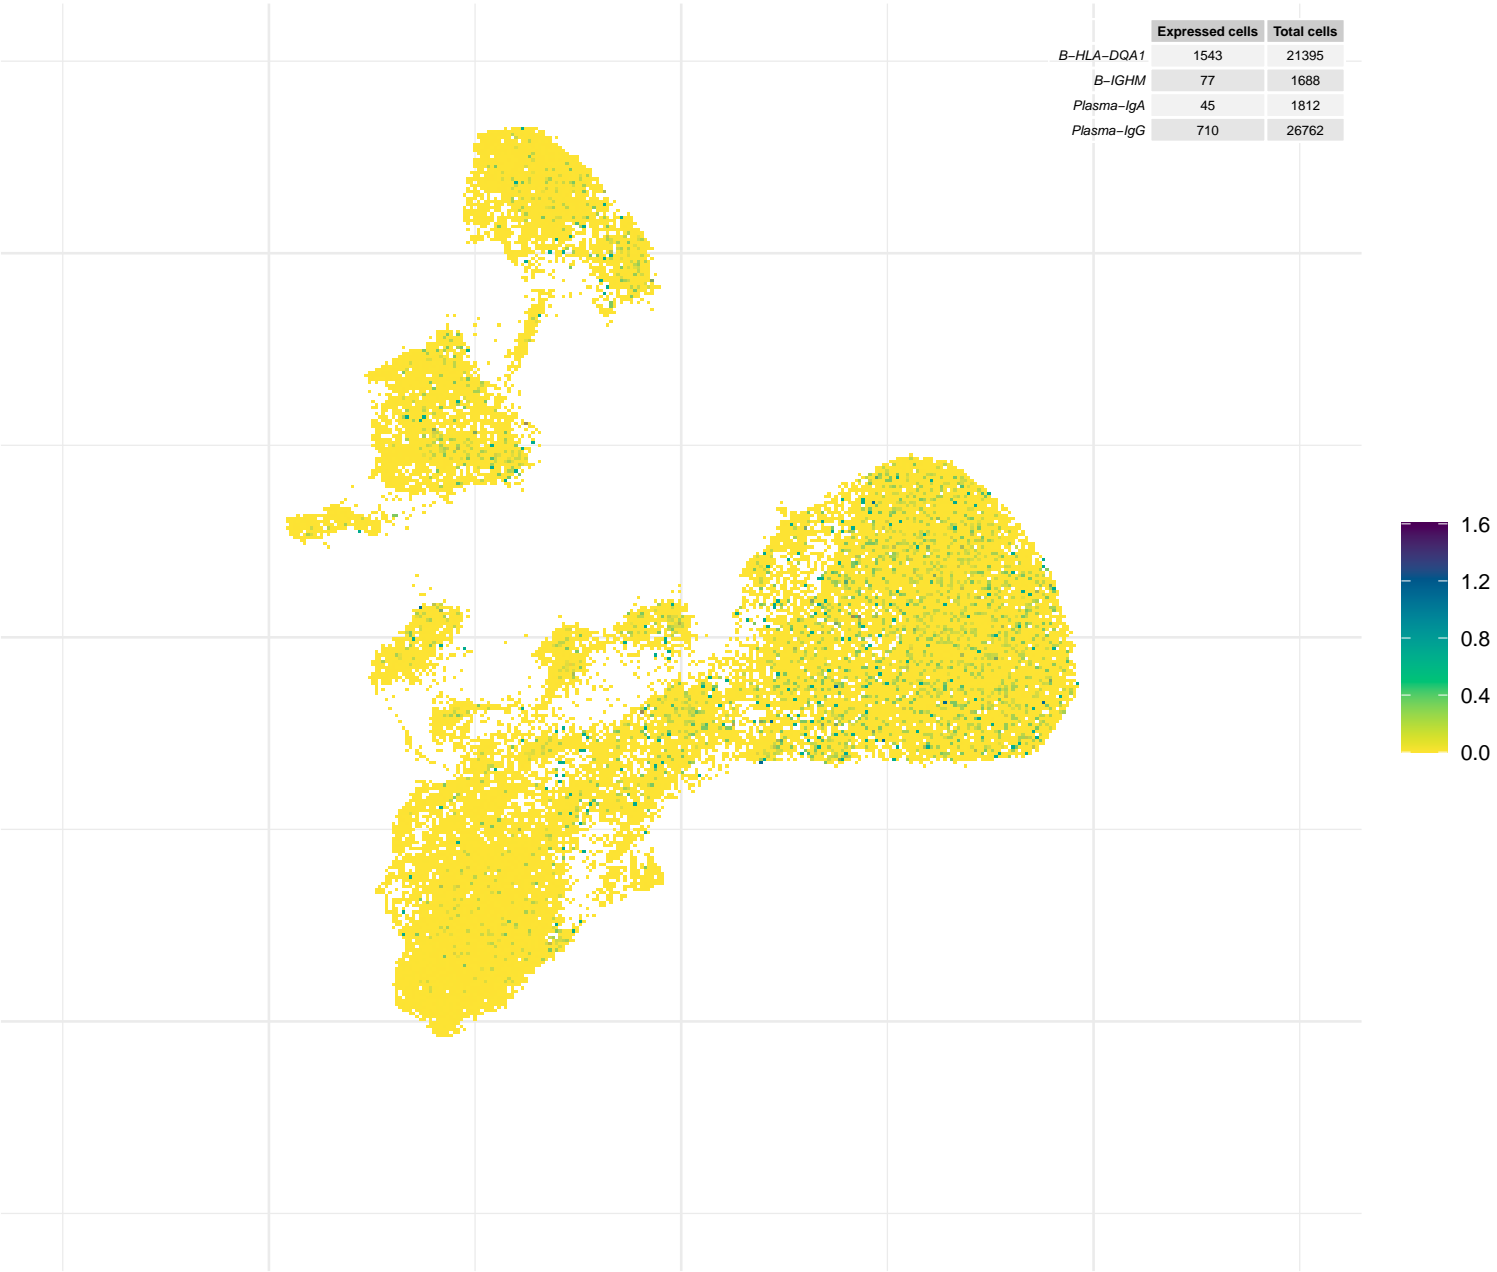 Expressed cells Total cells
B-HLA-DQA1 1543 21395
B-IGHM 77 1688
Plasma-IgA 45 1812
Plasma-IgG 710 26762
1.6
1.2
0.8
0.4
0.0